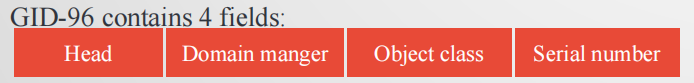 GID-96 contains 4 fields:
Head Domain manger Object class Serial number